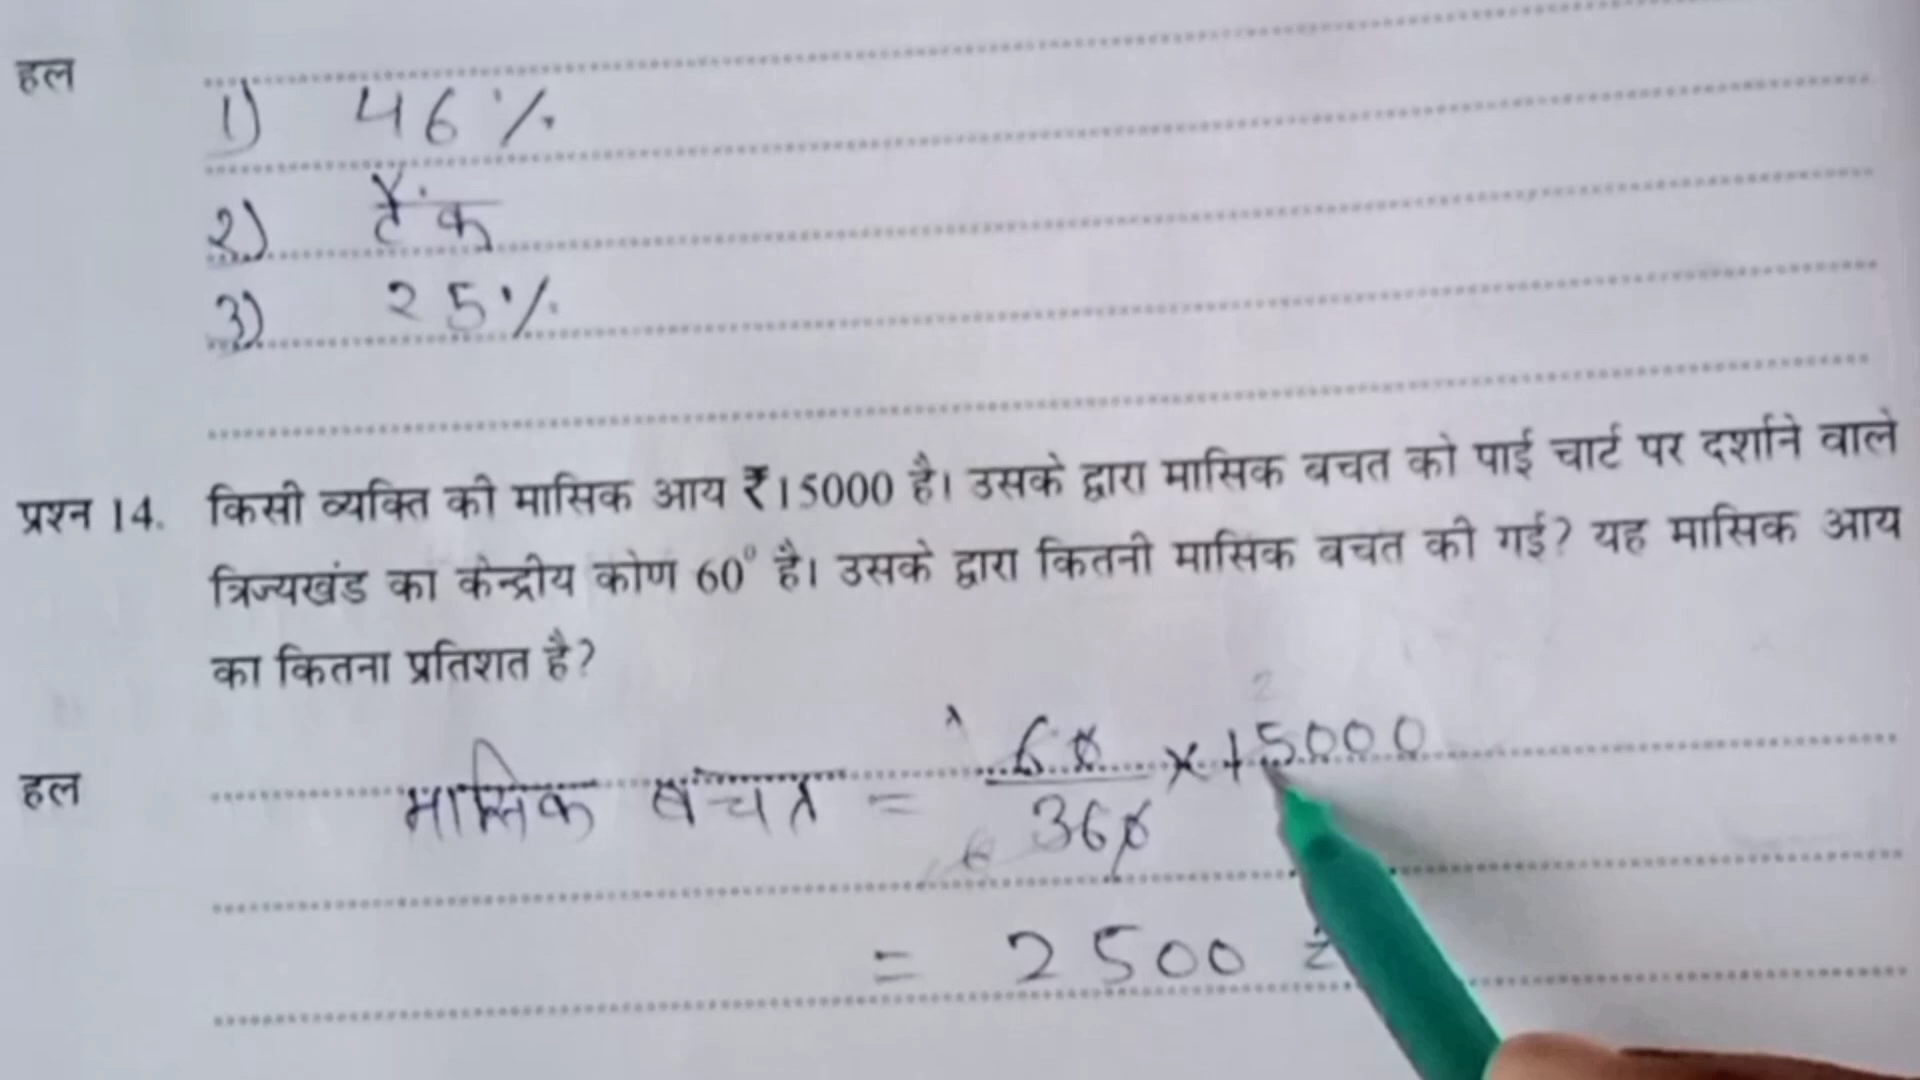 हल
1) 46%
2) टैंक
3) 25%
प्रश्न 14. किसी व्यक्ति की मासिक आय ₹15000 है। उसके द्वारा मासिक बचत को पाई चार्ट पर दर्शाने वाले
त्रिज्यखंड का केन्द्रीय कोण 60° है। उसके द्वारा कितनी मासिक बचत की गई? यह मासिक आय
का कितना प्रतिशत है?
हल मासिक बचत = 60/360 × 15000
= 2500